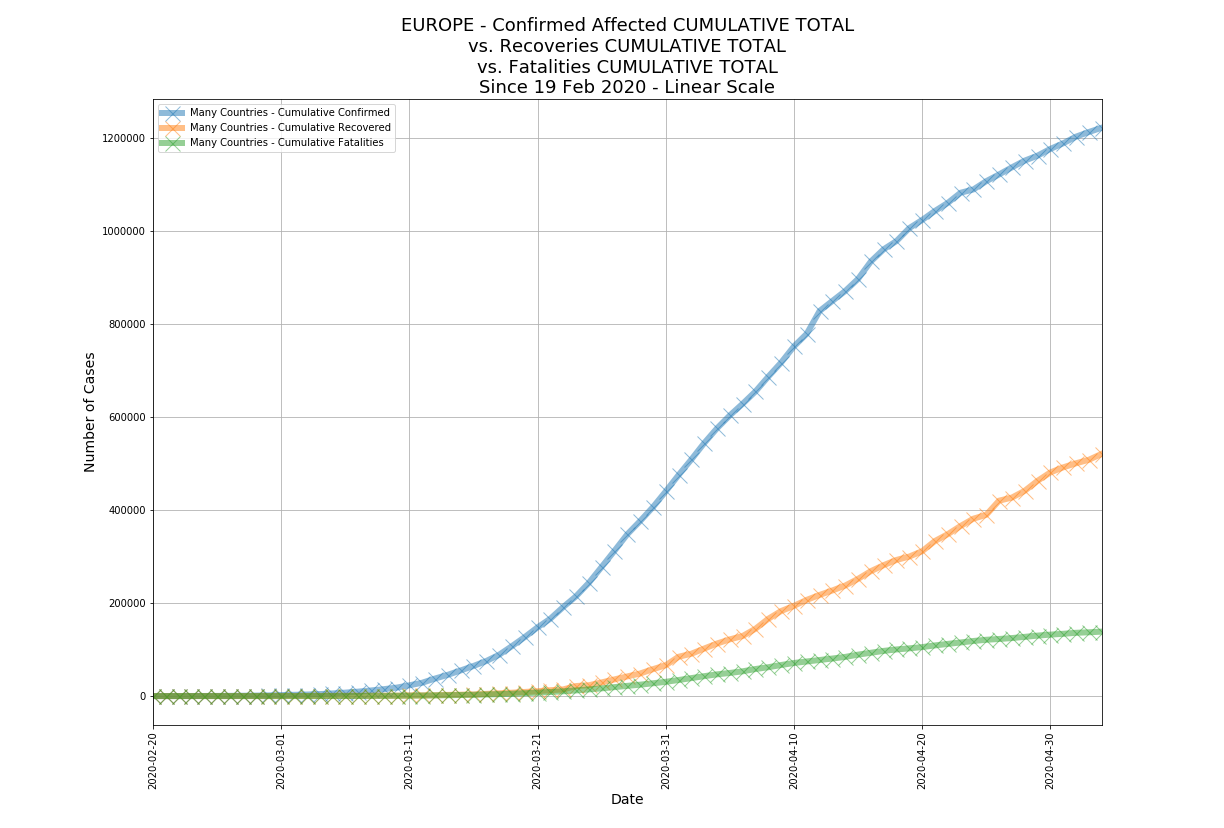 EUROPE - Confirmed Affected CUMULATIVE TOTAL
vs. Recoveries CUMULATIVE TOTAL
vs. Fatalities CUMULATIVE TOTAL
Since 19 Feb 2020 - Linear Scale
Many Countries - Cumulative Confirmed
Many Countries - Cumulative Recovered
Many Countries - Cumulative Fatalities
Number of Cases
1200000
1000000
800000
600000
400000
200000
0
2020-02-20
2020-03-01
2020-03-11
2020-03-21
2020-03-31
2020-04-10
2020-04-20
2020-04-30
Date